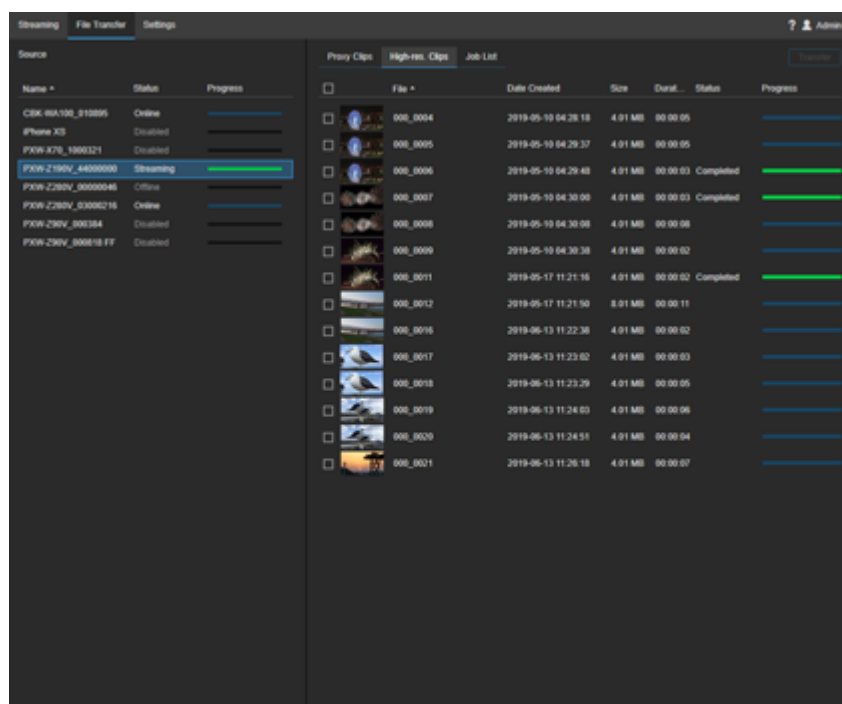 Streaming File Transfer Settings ? Admin
Source
Proxy Clips High-res. Clips Job List Transfer
Name Status Progress
File Date Created Size Durat... Status Progress
CBK-WA100_010895 Online
iPhone XS Disabled
PXW-X70_1000321 Disabled
PXW-Z190V_44000000 Streaming
PXW-Z280V_00000046 Offline
PXW-Z280V_03000216 Online
PXW-Z90V_000384 Disabled
PXW-Z90V_000618 FF Disabled
000_0004 2019-05-10 04:28:18 4.01 MB 00:00:05
000_0005 2019-05-10 04:29:37 4.01 MB 00:00:05
000_0006 2019-05-10 04:29:48 4.01 MB 00:00:03 Completed
000_0007 2019-05-10 04:30:00 4.01 MB 00:00:03 Completed
000_0008 2019-05-10 04:30:08 4.01 MB 00:00:08
000_0009 2019-05-10 04:30:38 4.01 MB 00:00:02
000_0011 2019-05-17 11:21:16 4.01 MB 00:00:02 Completed
000_0012 2019-05-17 11:21:50 8.01 MB 00:00:11
000_0016 2019-06-13 11:22:38 4.01 MB 00:00:02
000_0017 2019-06-13 11:23:02 4.01 MB 00:00:03
000_0018 2019-06-13 11:23:29 4.01 MB 00:00:05
000_0019 2019-06-13 11:24:03 4.01 MB 00:00:06
000_0020 2019-06-13 11:24:51 4.01 MB 00:00:04
000_0021 2019-06-13 11:26:18 4.01 MB 00:00:07